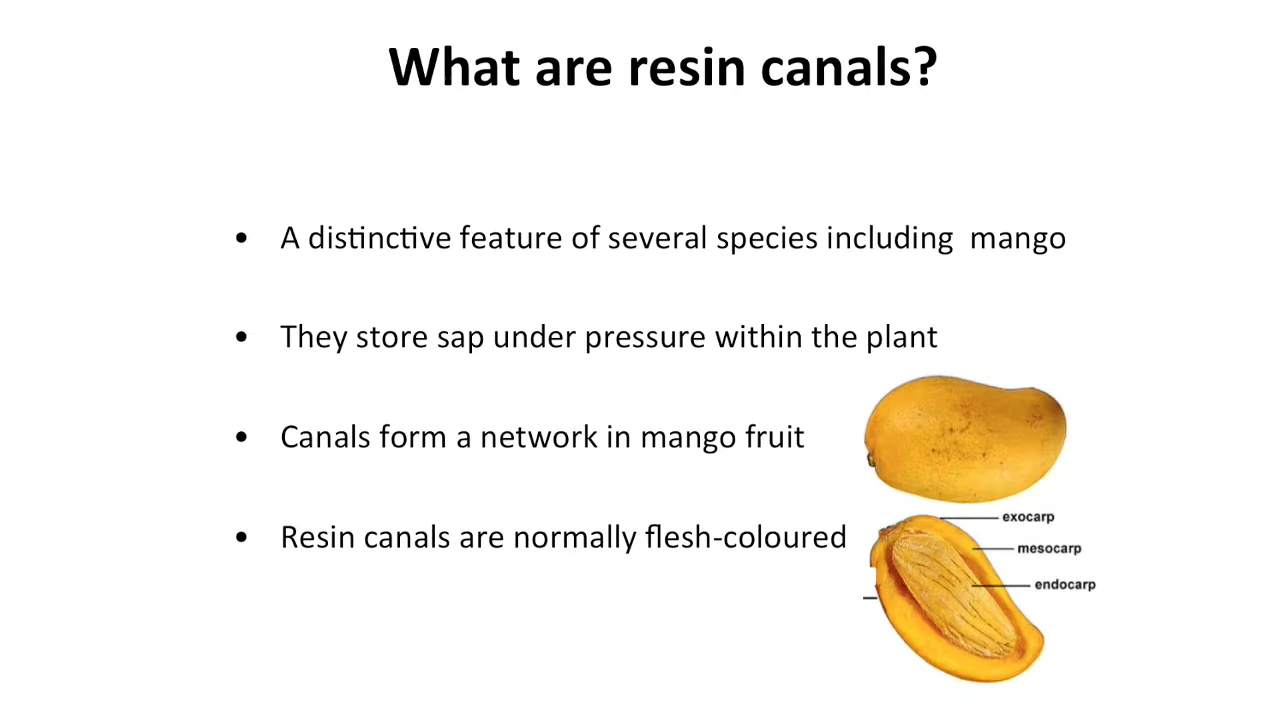 What are resin canals?
• A distinctive feature of several species including  mango
• They store sap under pressure within the plant
• Canals form a network in mango fruit
• Resin canals are normally flesh-coloured
exocarp
mesocarp
endocarp